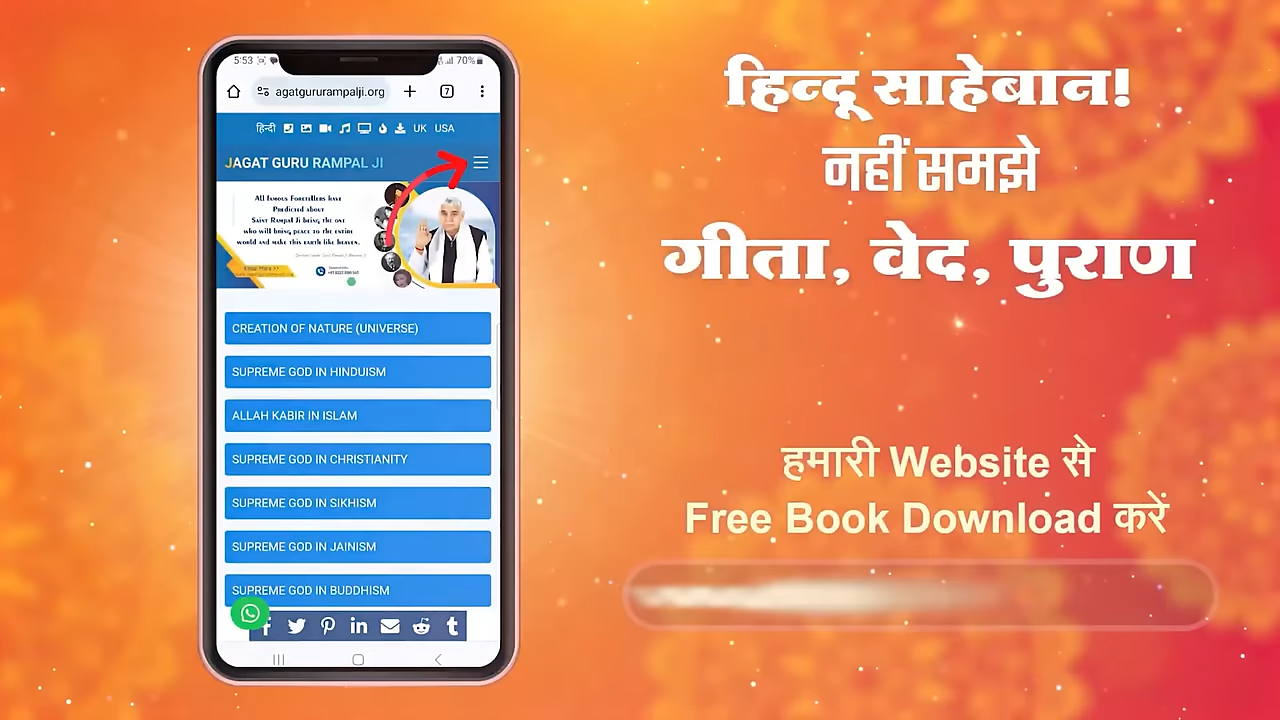 5:53
70%
agatgururampalji.org
7
हिन्दी
UK USA
JAGAT GURU RAMPAL JI
All famous Foretellers have
Predicted about
Saint Rampal Ji being the one
who will bring peace to the entire
world and make this earth like heaven.
CREATION OF NATURE (UNIVERSE)
SUPREME GOD IN HINDUISM
ALLAH KABIR IN ISLAM
SUPREME GOD IN CHRISTIANITY
SUPREME GOD IN SIKHISM
SUPREME GOD IN JAINISM
SUPREME GOD IN BUDDHISM
हिन्दू साहेबान!
नहीं समझे
गीता, वेद, पुराण
हमारी Website से
Free Book Download करें